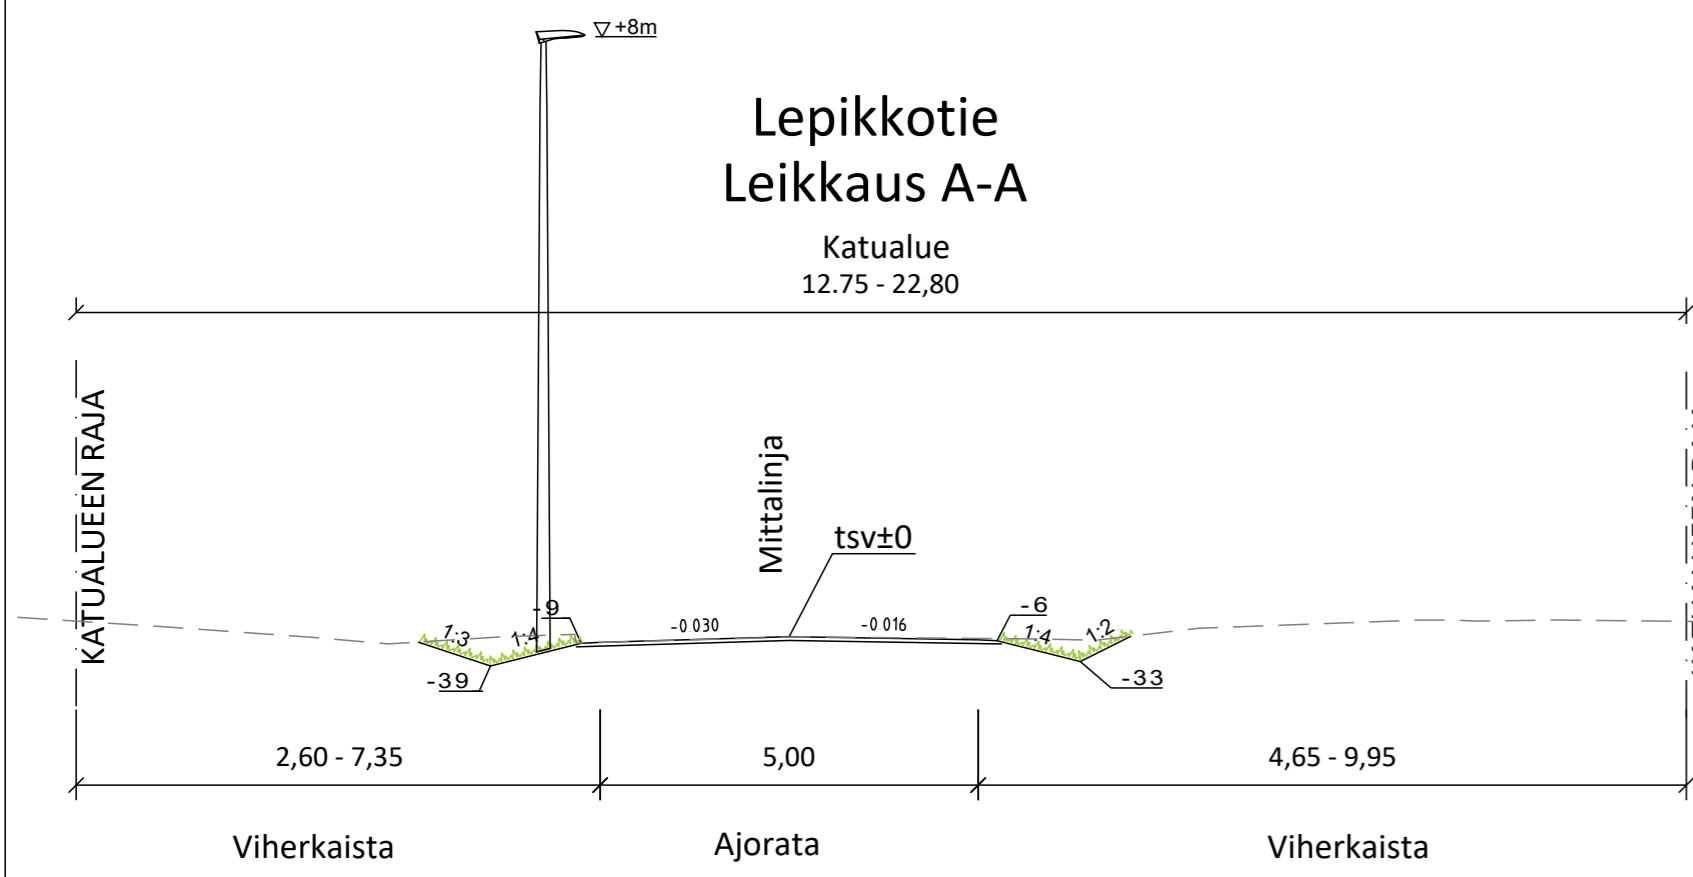 +8m
Lepikkotie
Leikkaus A-A
Katualue
12.75 - 22,80
KATUALUEEN RAJA
Mittalinja
tsv±0
-9
-0 030
-0 016
-6
1:3
1:4
1:4
1:2
-39
-33
2,60 - 7,35
5,00
4,65 - 9,95
Viherkaista
Ajorata
Viherkaista